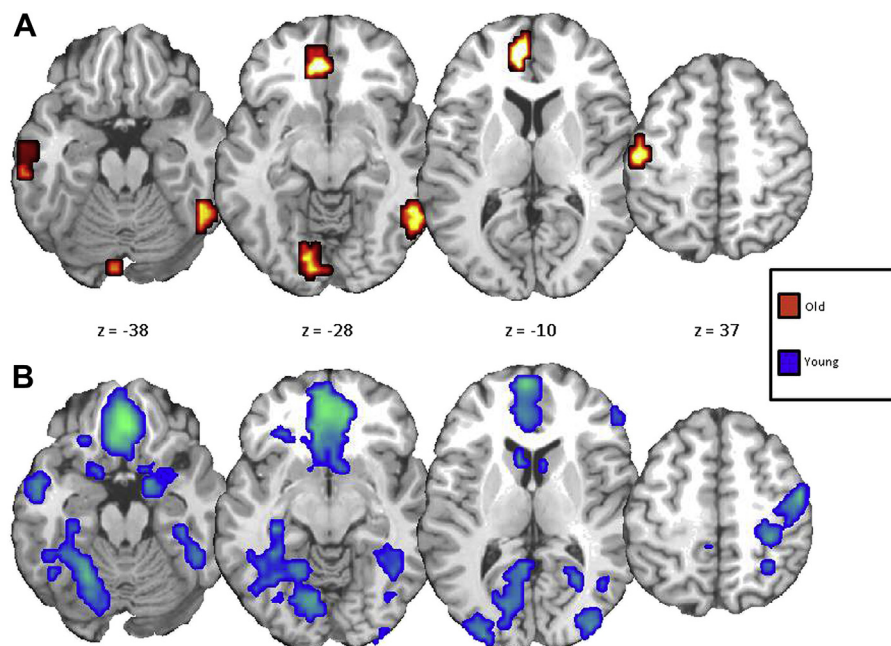 A
z = -38
z = -28
z = -10
z = 37
Old
Young
B